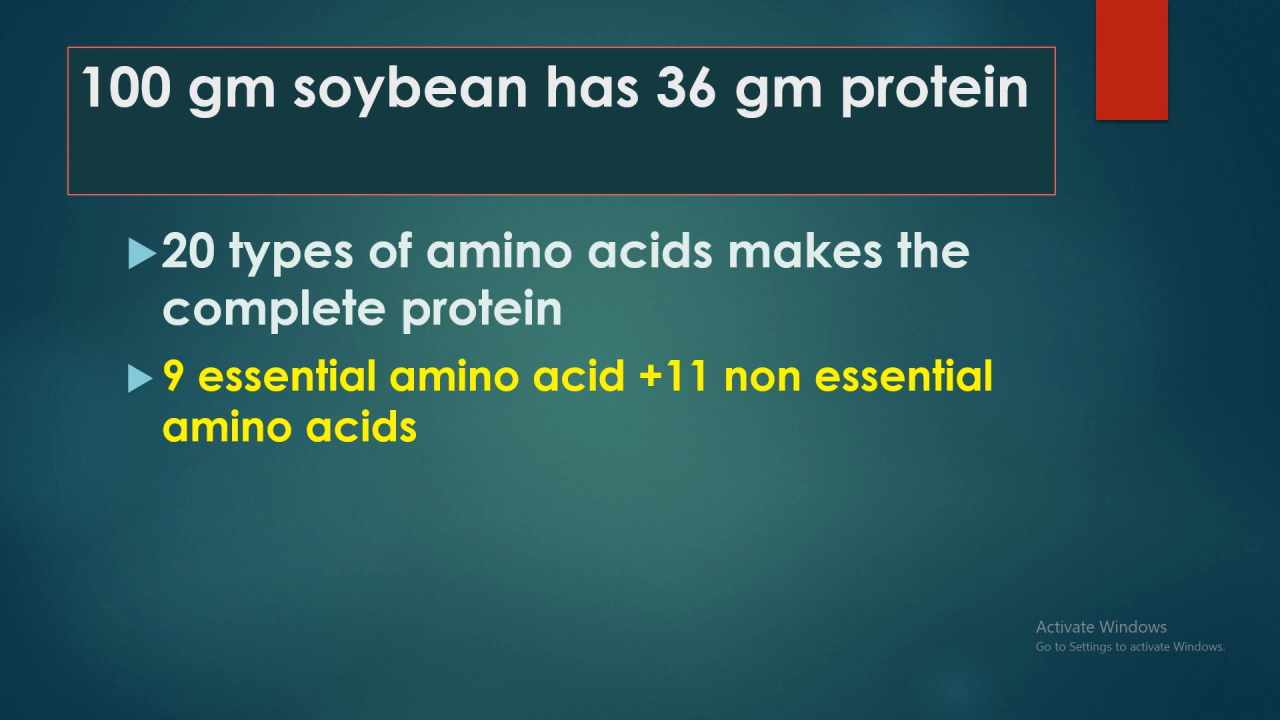 100 gm soybean has 36 gm protein
20 types of amino acids makes the
complete protein
9 essential amino acid +11 non essential
amino acids
Activate Windows
Go to Settings to activate Windows.